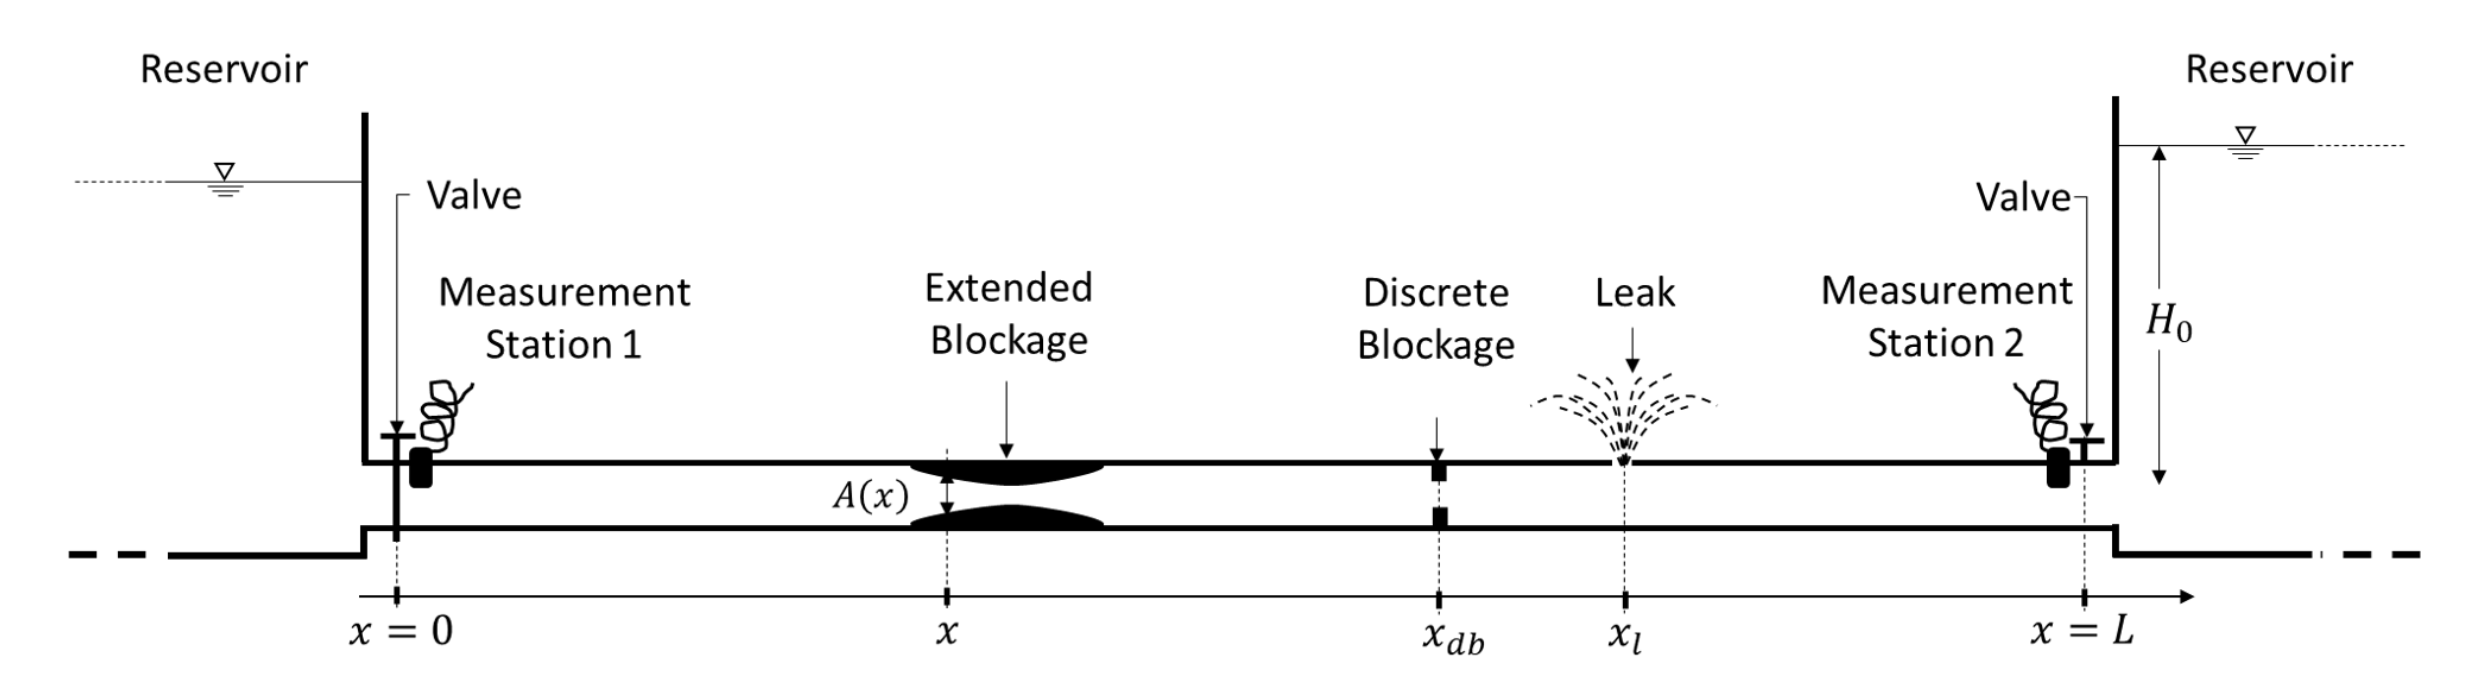 Reservoir
Reservoir
Valve
Valve
Measurement
Station 1
Extended
Blockage
Discrete
Blockage
Leak
Measurement
Station 2
H₀
A(x)
x = 0
x
x_{db}
x_l
x = L